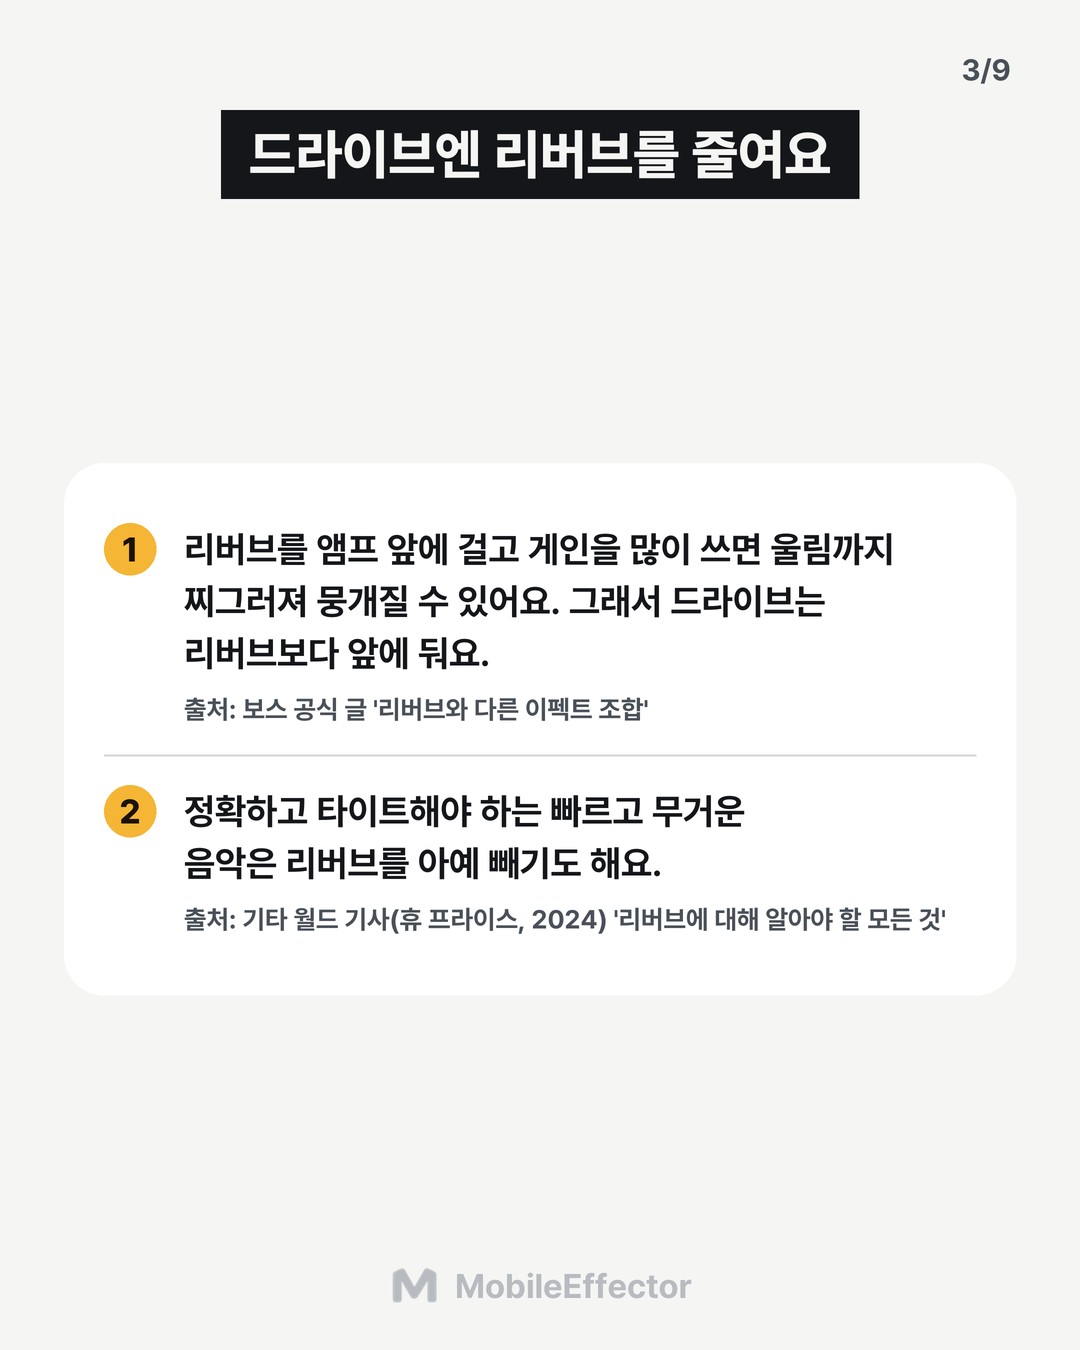 3/9
드라이브엔 리버브를 줄여요
1 리버브를 앰프 앞에 걸고 게인을 많이 쓰면 울림까지
찌그러져 뭉개질 수 있어요. 그래서 드라이브는
리버브보다 앞에 둬요.
출처: 보스 공식 글 '리버브와 다른 이펙트 조합'
2 정확하고 타이트해야 하는 빠르고 무거운
음악은 리버브를 아예 빼기도 해요.
출처: 기타 월드 기사(휴 프라이스, 2024) '리버브에 대해 알아야 할 모든 것'
MobileEffector